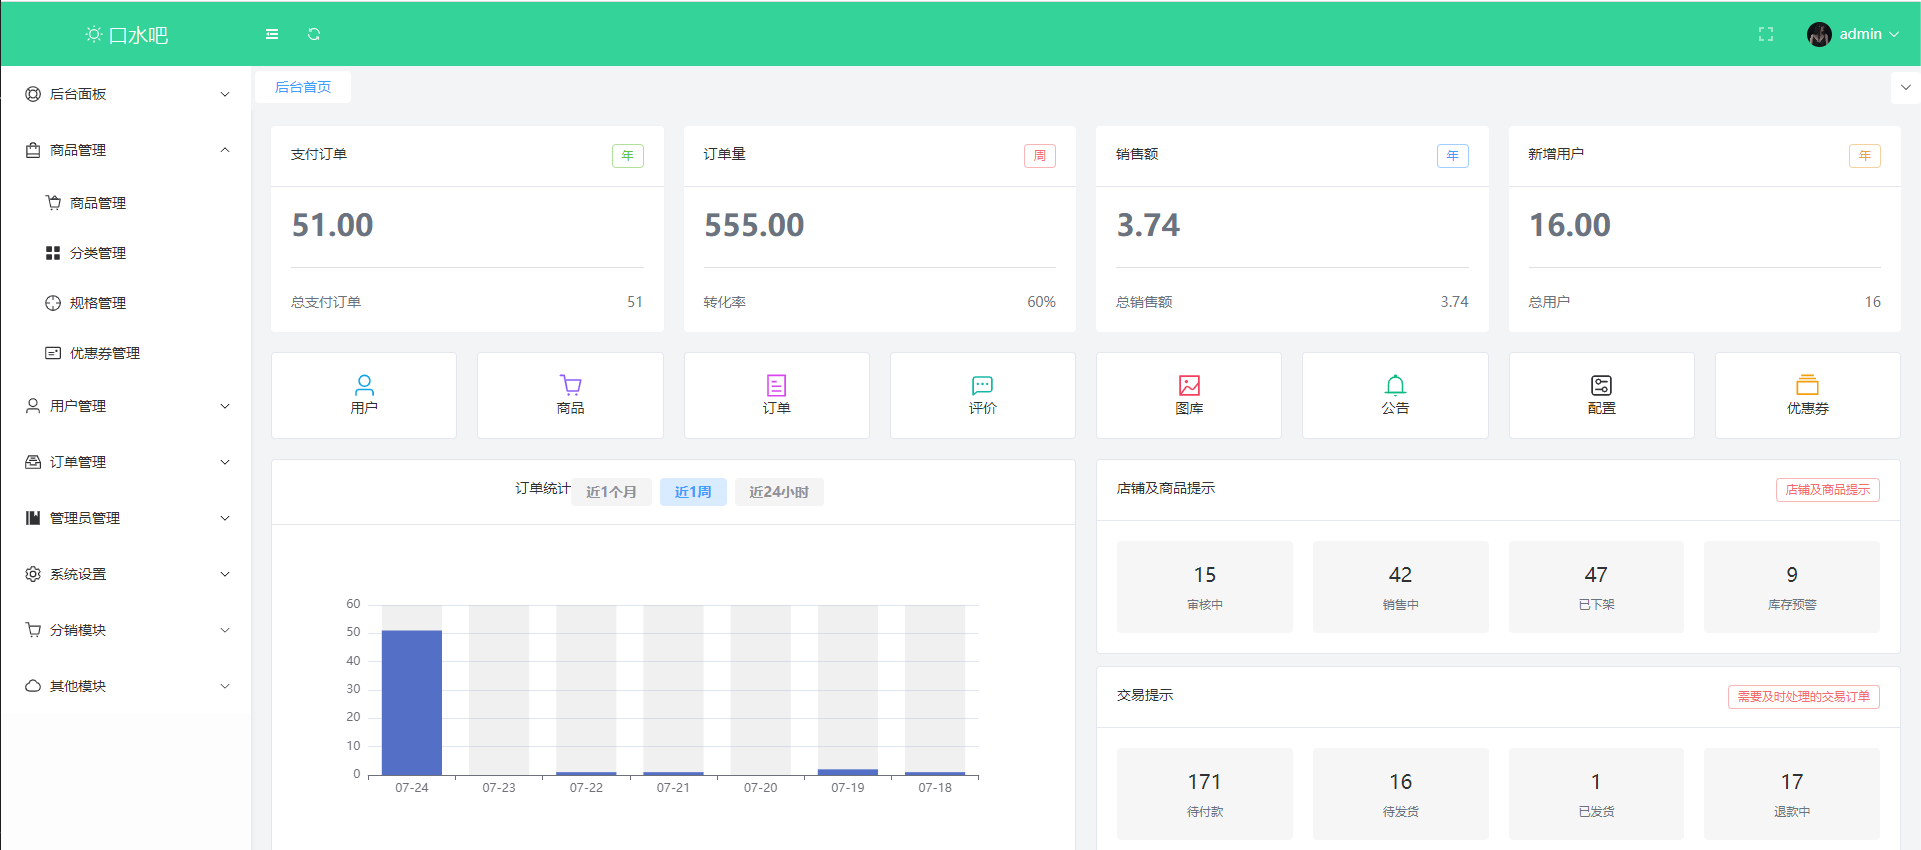 口水吧
admin
后台面板
商品管理
商品管理
分类管理
规格管理
优惠券管理
用户管理
订单管理
管理员管理
系统设置
分销模块
其他模块
后台首页
支付订单 年
51.00
总支付订单 51
订单量 周
555.00
转化率 60%
销售额 年
3.74
总销售额 3.74
新增用户 年
16.00
总用户 16
用户
商品
订单
评价
图库
公告
配置
优惠券
订单统计 近1个月 近1周 近24小时
60
50
40
30
20
10
0
07-24 07-23 07-22 07-21 07-20 07-19 07-18
店铺及商品提示 店铺及商品提示
15 42 47 9
审核中 销售中 已下架 库存预警
交易提示 需要及时处理的交易订单
171 16 1 17
待付款 待发货 已发货 退款中